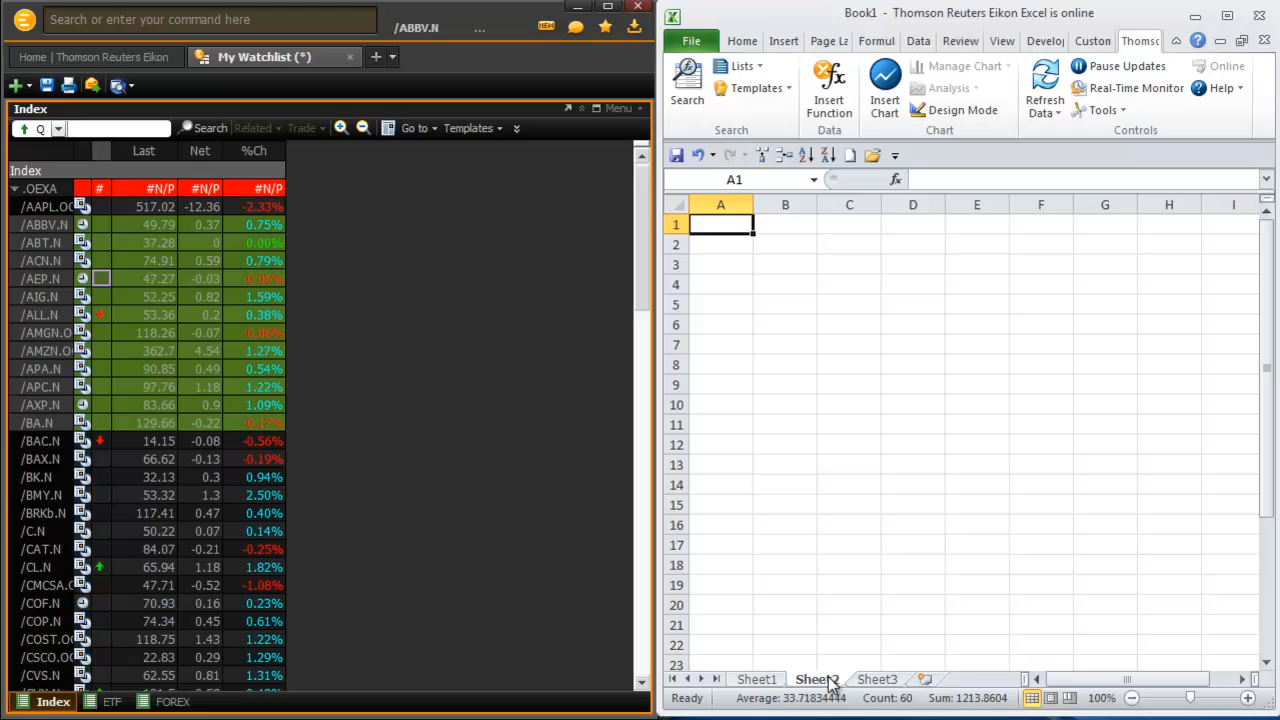 Search or enter your command here
/ABBV.N
...
NEW
Home | Thomson Reuters Eikon
My Watchlist (*)
Index
Menu
Q
Search
Related
Trade
Go to
Templates
Last Net %Ch
Index
.OEXA # #N/P #N/P #N/P
/AAPL.OQ 517.02 -12.36 -2.33%
/ABBV.N 49.79 0.37 0.75%
/ABT.N 37.28 0 0.00%
/ACN.N 74.91 0.59 0.79%
/AEP.N 47.27 -0.03 -0.06%
/AIG.N 52.25 0.82 1.59%
/ALL.N 53.36 0.2 0.38%
/AMGN.O 118.26 -0.07 -0.06%
/AMZN.O 362.7 4.54 1.27%
/APA.N 90.85 0.49 0.54%
/APC.N 97.76 1.18 1.22%
/AXP.N 83.66 0.9 1.09%
/BA.N 129.66 -0.22 -0.17%
/BAC.N 14.15 -0.08 -0.56%
/BAX.N 66.62 -0.13 -0.19%
/BK.N 32.13 0.3 0.94%
/BMY.N 53.32 1.3 2.50%
/BRKb.N 117.41 0.47 0.40%
/C.N 50.22 0.07 0.14%
/CAT.N 84.07 -0.21 -0.25%
/CL.N 65.94 1.18 1.82%
/CMCSA.O 47.71 -0.52 -1.08%
/COF.N 70.93 0.16 0.23%
/COP.N 74.34 0.45 0.61%
/COST.O 118.75 1.43 1.22%
/CSCO.O 22.83 0.29 1.29%
/CVS.N 62.55 0.81 1.31%
Index ETF FOREX
Book1 - Thomson Reuters Eikon Excel is online
File Home Insert Page L Formul Data Review View Develo Custo Thomso
Search
Lists
Templates
Search
Insert
Function
Data
Insert
Chart
Manage Chart
Analysis
Design Mode
Chart
Refresh
Data
Pause Updates
Real-Time Monitor
Tools
Online
Help
Controls
A1
fx
A B C D E F G H I
1
2
3
4
5
6
7
8
9
10
11
12
13
14
15
16
17
18
19
20
21
22
23
Sheet1 Sheet2 Sheet3
Ready Count: 60 Sum: 1213.8604 100%